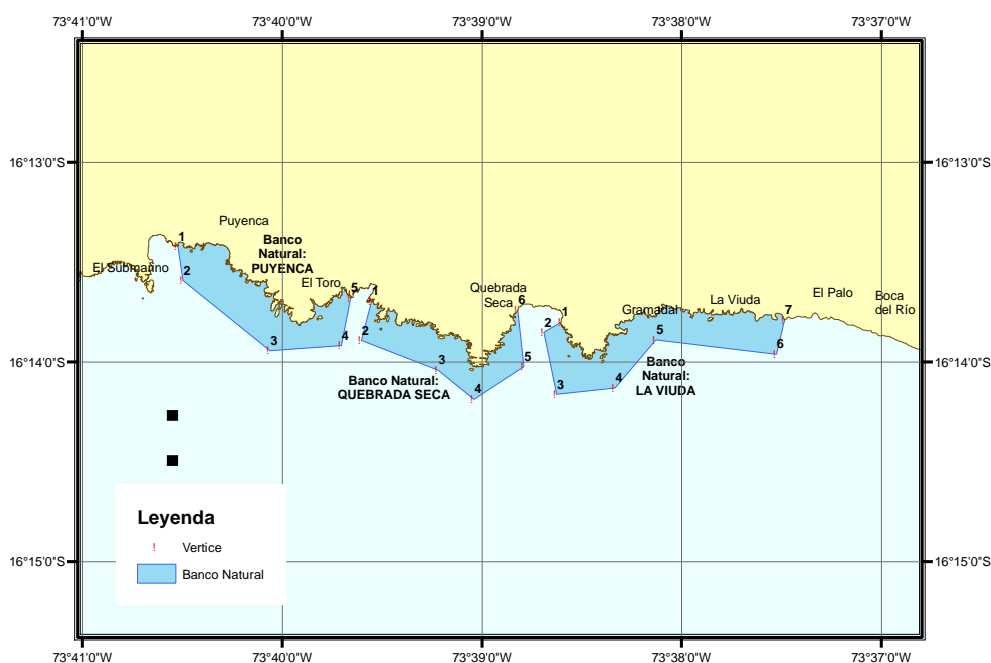 73°41'0"W 73°40'0"W 73°39'0"W 73°38'0"W 73°37'0"W
16°13'0"S 16°13'0"S
Puyenca
1
Banco
Natural:
PUYENCA
El Submarino
2
El Toro
5
1
Quebrada
Seca
6
1
2
Gramadal
La Viuda
7
El Palo
Boca
del Río
3
4
2
5
6
16°14'0"S 16°14'0"S
3
4
5
Banco Natural:
QUEBRADA SECA
3
4
Banco
Natural:
LA VIUDA
Leyenda
! Vertice
Banco Natural
16°15'0"S 16°15'0"S
73°41'0"W 73°40'0"W 73°39'0"W 73°38'0"W 73°37'0"W